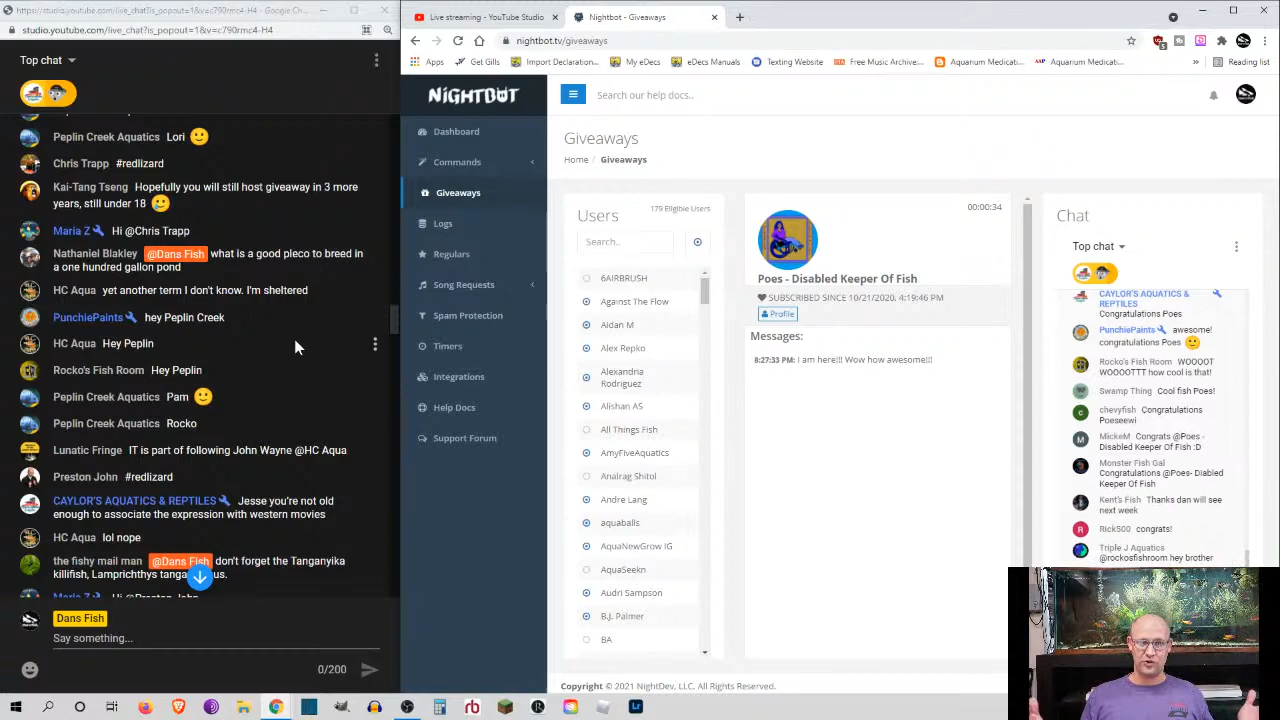 https://studio.youtube.com/live_chat?is_popout=1&v=c790rmc4-H4 - Google Chr...
studio.youtube.com/live_chat?is_popout=1&v=c790rmc4-H4
Top chat
Peplin Creek Aquatics Lori 🙂
Chris Trapp #redlizard
Kai-Tang Tseng Hopefully you will still host giveaway in 3 more
years, still under 18 🥲
Maria Z Hi @Chris Trapp
Nathaniel Blakley @Dans Fish what is a good pleco to breed in
a one hundred gallon pond
HC Aqua yet another term I don't know. I'm sheltered
PunchiePaints hey Peplin Creek
HC Aqua Hey Peplin
Rocko's Fish Room Hey Peplin
Peplin Creek Aquatics Pam 🙂
Peplin Creek Aquatics Rocko
Lunatic Fringe IT is part of following John Wayne @HC Aqua
Preston John #redlizard
CAYLOR'S AQUATICS & REPTILES Jesse you're not old
enough to associate the expression with western movies
HC Aqua lol nope
the fishy mail man @Dans Fish don't forget the Tanganyika
killifish, Lamprichthys tanga us.
Dans Fish
Say something...
0/200
Live streaming - YouTube Studio
Nightbot - Giveaways
nightbot.tv/giveaways
Apps
Get Gills
Import Declaration...
My eDecs
eDecs Manuals
Texting Website
Free Music Archive:...
Aquarium Medicati...
Aquarium Medicati...
Reading list
NIGHTBOT
Dashboard
Commands
Giveaways
Logs
Regulars
Song Requests
Spam Protection
Timers
Integrations
Help Docs
Support Forum
Search our help docs..
Giveaways
Home / Giveaways
Users
179 Eligible Users
Search..
6AIRBRUSH
Against The Flow
Aidan M
Alex Repko
Alexandria
Rodriguez
Alishan AS
All Things Fish
AmyFiveAquatics
Analrag Shitol
Andre Lang
aquaballs
AquaNewGrow IG
AquaSeekn
Audri Sampson
B.J. Palmer
BA
00:00:34
Poes - Disabled Keeper Of Fish
SUBSCRIBED SINCE 10/21/2020, 4:19:46 PM
Profile
Messages:
8:27:33 PM: I am here!!! Wow how awesome!!!
Chat
Top chat
CAYLOR'S AQUATICS &
REPTILES
Congratulations Poes
PunchiePaints awesome!
congratulations Poes 🙂
Rocko's Fish Room WOOOT
WOOOOTTT how cool is that!
Swamp Thing Cool fish Poes!
chevyfish Congratulations
Poeseewi
MickeM Congrats @Poes -
Disabled Keeper Of Fish :D
Monster Fish Gal
Congratulations @Poes- Diabled
Keeper Of Fish
Kent's Fish Thanks dan will see
next week
Rick500 congrats!
Triple J Aquatics
@rockosfishroom hey brother
Copyright © 2021 NightDev, LLC. All Rights Reserved.